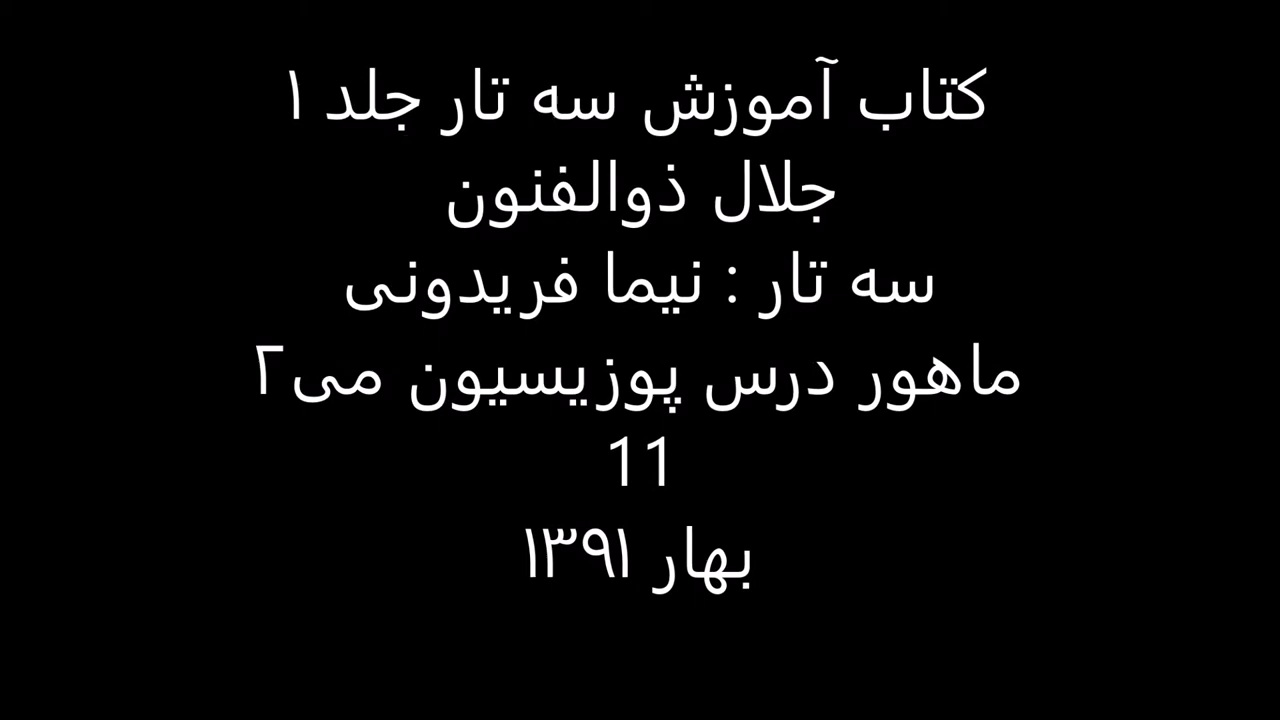 کتاب آموزش سه تار جلد ۱
جلال ذوالفنون
سه تار : نیما فریدونی
ماهور درس پوزیسیون می۲
11
بهار ۱۳۹۱